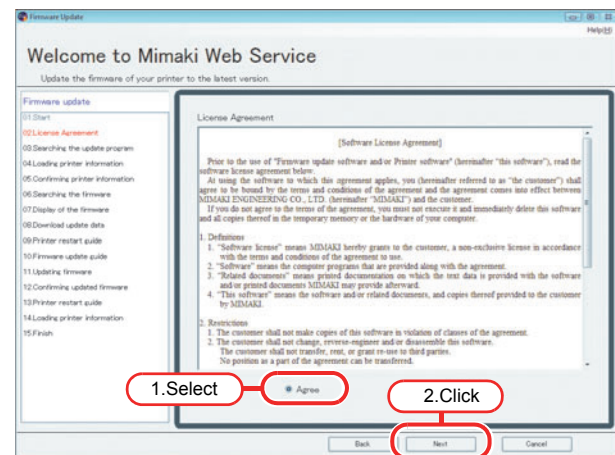 Firmware Update
Help(H)
Welcome to Mimaki Web Service
Update the firmware of your printer to the latest version.
Firmware update
01.Start
02.License Agreement
03.Searching the update program
04.Loading printer information
05.Confirming printer information
06.Searching the firmware
07.Display of the firmware
08.Download update data
09.Printer restart guide
10.Firmware update guide
11.Updating firmware
12.Confirming updated firmware
13.Printer restart guide
14.Loading printer information
15.Finish
License Agreement
[Software License Agreement]
Prior to the use of "Firmware update software and/or Printer software" (hereinafter "this software"), read the
software license agreement below.
At using the software to which this agreement applies, you (hereinafter referred to as "the customer") shall
agree to be bound by the terms and conditions of the agreement and the agreement comes into effect between
MIMAKI ENGINEERING CO., LTD. (hereinafter "MIMAKI") and the customer.
If you do not agree to the terms of the agreement, you must not execute it and immediately delete this software
and all copies thereof in the temporary memory or the hardware of your computer.
1. Definitions
1. "Software license" means MIMAKI hereby grants to the customer, a non-exclusive license in accordance
with the terms and conditions of the agreement to use.
2. "Software" means the computer programs that are provided along with the agreement.
3. "Related documents" means printed documentation on which the text data is provided with the software
and or printed documents MIMAKI may provide afterward.
4. "This software" means the software and or related documents, and copies thereof provided to the customer
by MIMAKI.
2. Restrictions
1. The customer shall not make copies of this software in violation of clauses of the agreement.
2. The customer shall not change, reverse-engineer and or disassemble this software.
The customer shall not transfer, rent, or grant re-use to third parties.
No position as a part of the agreement can be transferred.
1.Select
Agree
2.Click
Back
Next
Cancel